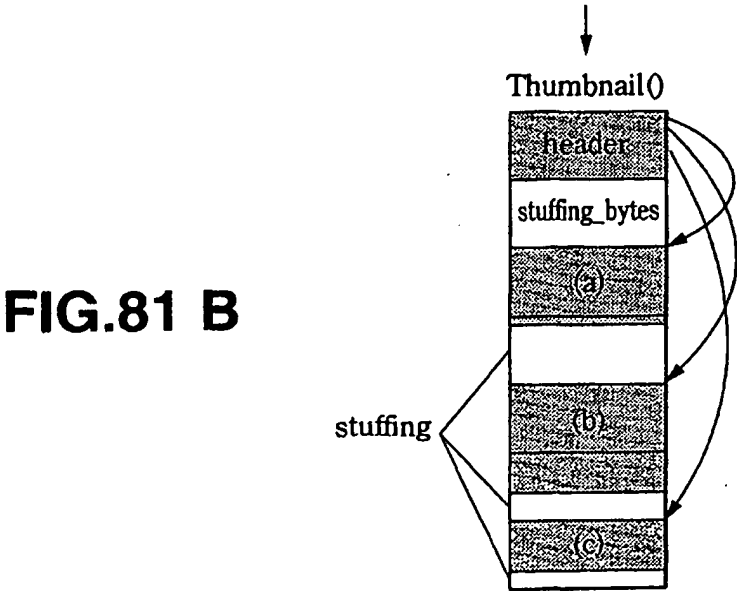 Thumbnail()
header
stuffing_bytes
(a)
FIG.81 B
stuffing
(b)
(c)